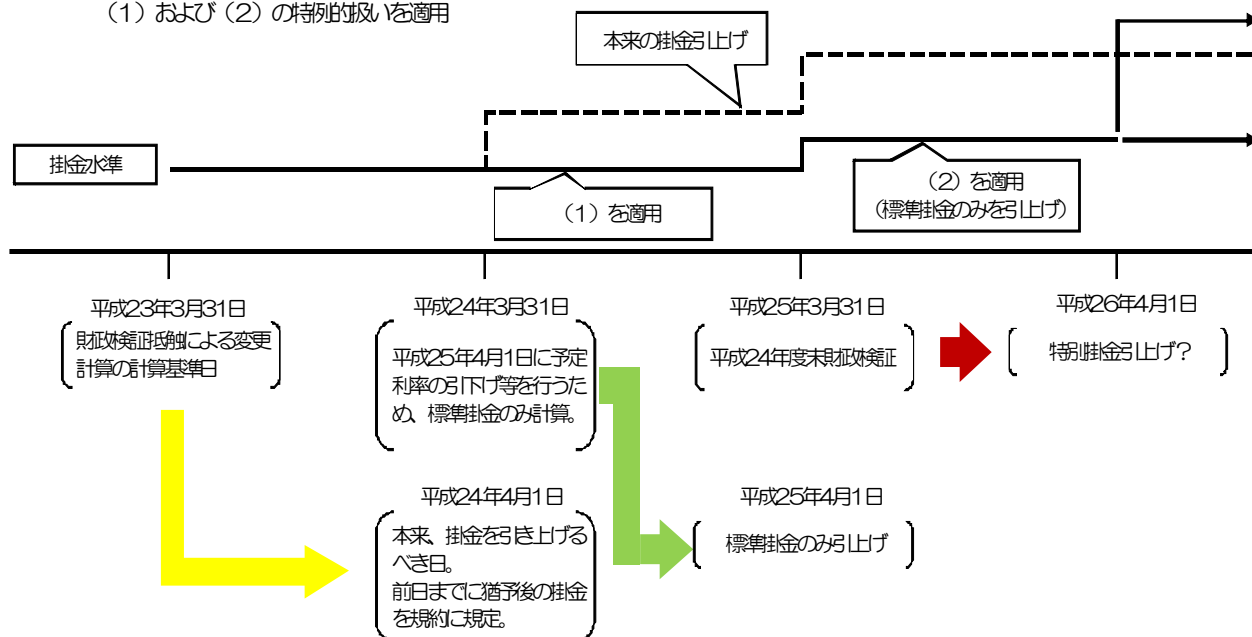 （1）および（2）の特例的扱いを適用
本来の掛金引上げ
掛金水準
（1）を適用
（2）を適用
（標準掛金のみを引上げ）
平成23年3月31日
財政検証抵触による変更
計算の計算基準日
平成24年3月31日
平成25年4月1日に予定
利率の引下げ等を行うた
め、標準掛金のみ計算。
平成25年3月31日
平成24年度末財政検証
平成26年4月1日
特別掛金引上げ？
平成24年4月1日
本来、掛金を引き上げる
べき日。
前日までに猶予後の掛金
を規約に規定。
平成25年4月1日
標準掛金のみ引上げ